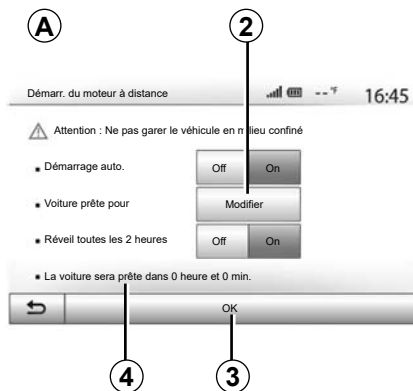 A
2
Démarr. du moteur à distance -- °F 16:45
Attention : Ne pas garer le véhicule en milieu confiné
Démarrage auto. Off On
Voiture prête pour Modifier
Réveil toutes les 2 heures Off On
La voiture sera prête dans 0 heure et 0 min.
OK
4
3